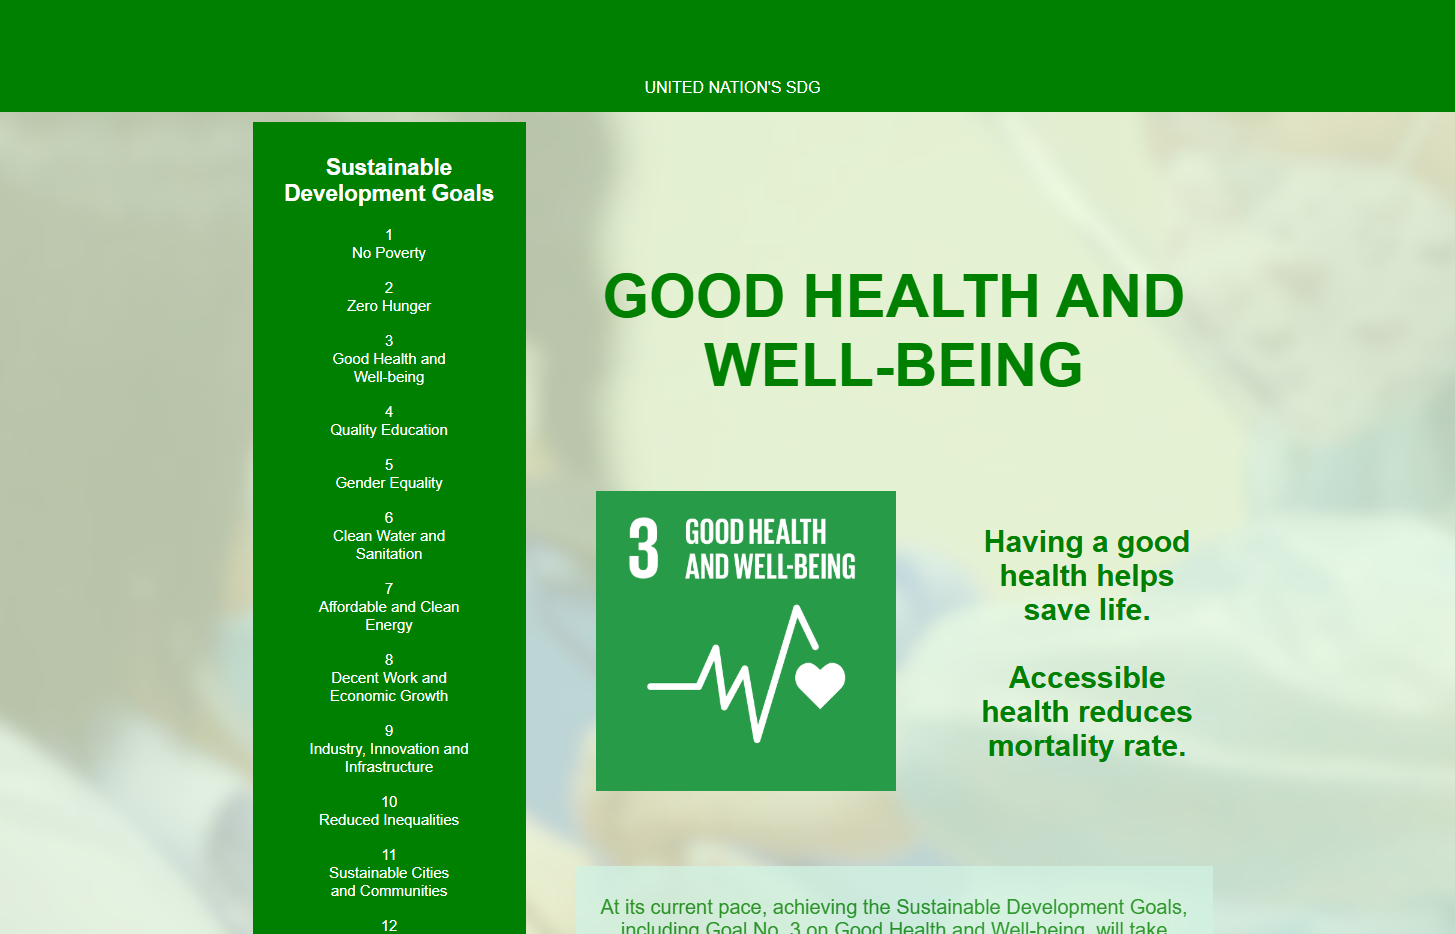 UNITED NATION'S SDG
Sustainable
Development Goals
1
No Poverty
2
Zero Hunger
3
Good Health and
Well-being
4
Quality Education
5
Gender Equality
6
Clean Water and
Sanitation
7
Affordable and Clean
Energy
8
Decent Work and
Economic Growth
9
Industry, Innovation and
Infrastructure
10
Reduced Inequalities
11
Sustainable Cities
and Communities
12
GOOD HEALTH AND
WELL-BEING
3 GOOD HEALTH
AND WELL-BEING
Having a good
health helps
save life.
Accessible
health reduces
mortality rate.
At its current pace, achieving the Sustainable Development Goals,
including Goal No. 3 on Good Health and Well-being, will take